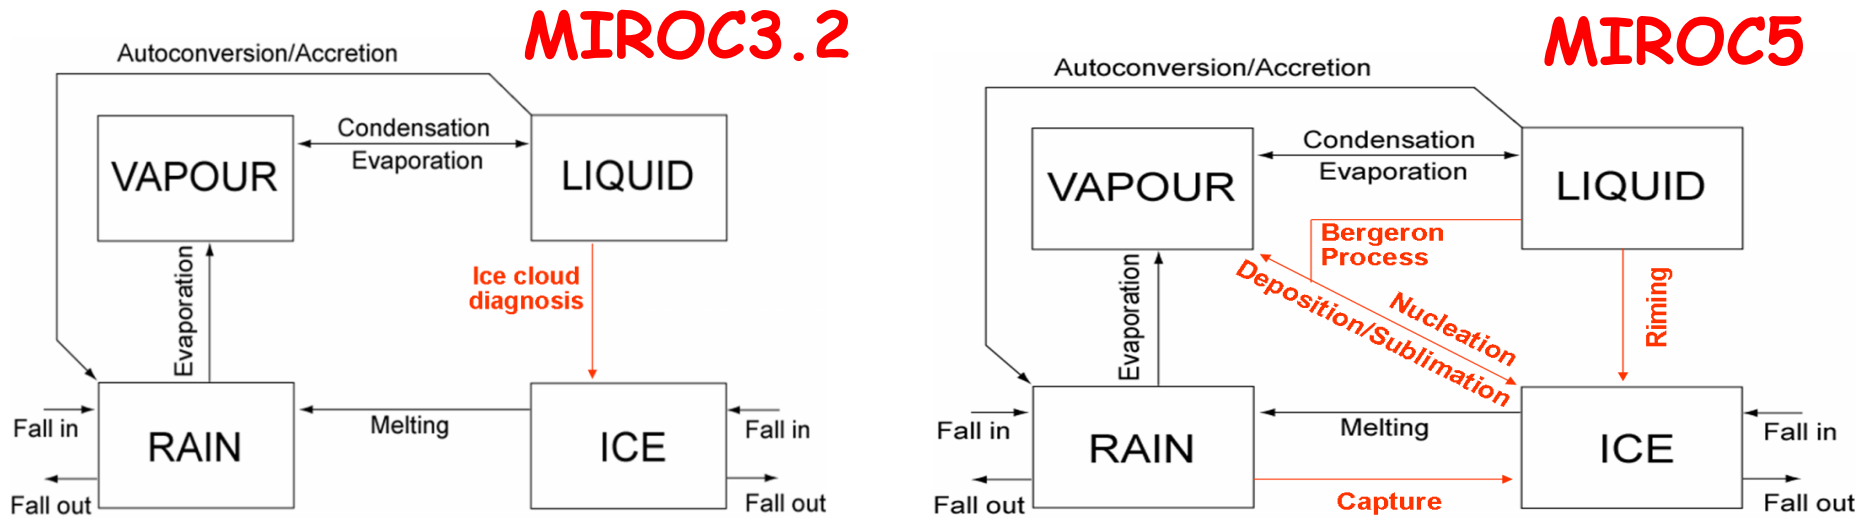 MIROC3.2
Autoconversion/Accretion
VAPOUR
Condensation
Evaporation
LIQUID
Ice cloud
diagnosis
Evaporation
Fall in
Fall out
RAIN
Melting
ICE
Fall in
Fall out
MIROC5
Autoconversion/Accretion
VAPOUR
Condensation
Evaporation
LIQUID
Bergeron
Process
Nucleation
Deposition/Sublimation
Riming
Evaporation
Fall in
Fall out
RAIN
Melting
Capture
ICE
Fall in
Fall out